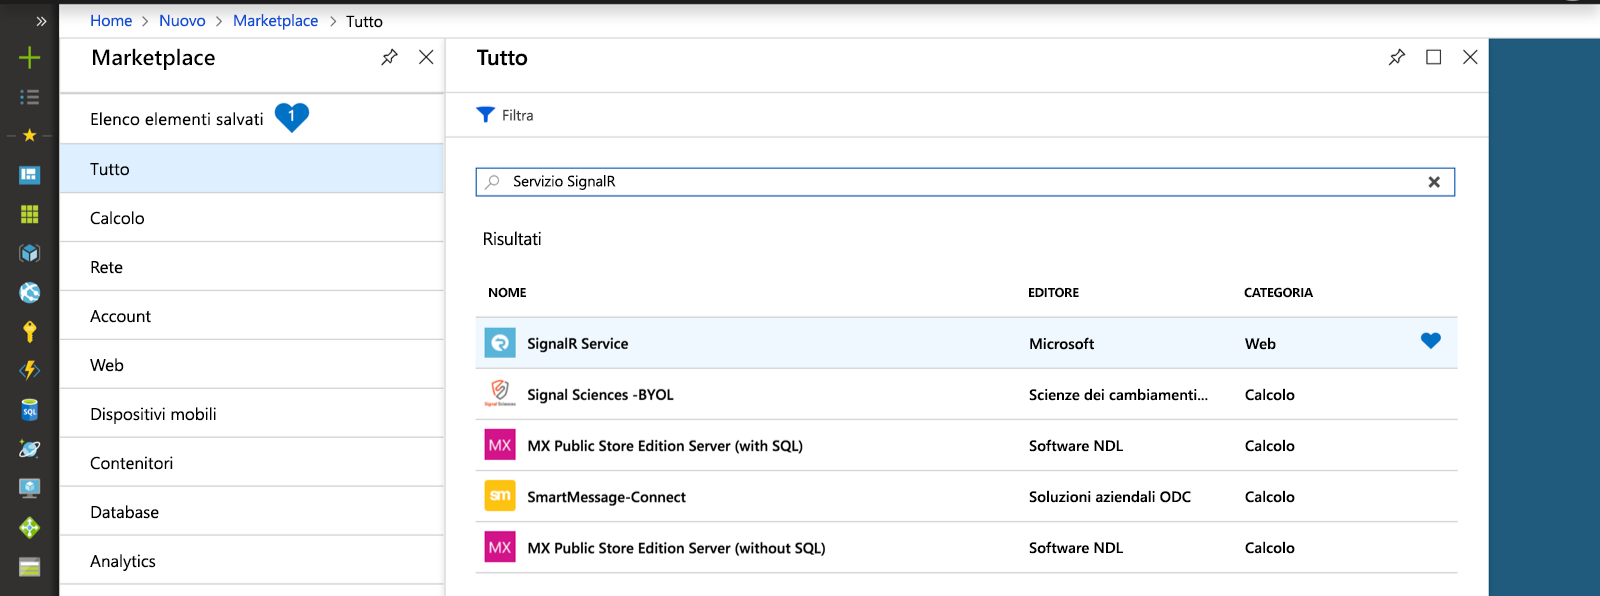 Home > Nuovo > Marketplace > Tutto
Marketplace
Tutto
Elenco elementi salvati 1
Filtra
Tutto
Servizio SignalR
Calcolo
Risultati
Rete
NOME EDITORE CATEGORIA
Account
SignalR Service Microsoft Web
Web
Signal Sciences -BYOL Scienze dei cambiamenti... Calcolo
Dispositivi mobili
MX MX Public Store Edition Server (with SQL) Software NDL Calcolo
Contenitori
sm SmartMessage-Connect Soluzioni aziendali ODC Calcolo
Database
MX MX Public Store Edition Server (without SQL) Software NDL Calcolo
Analytics
SQL
Signal Sciences